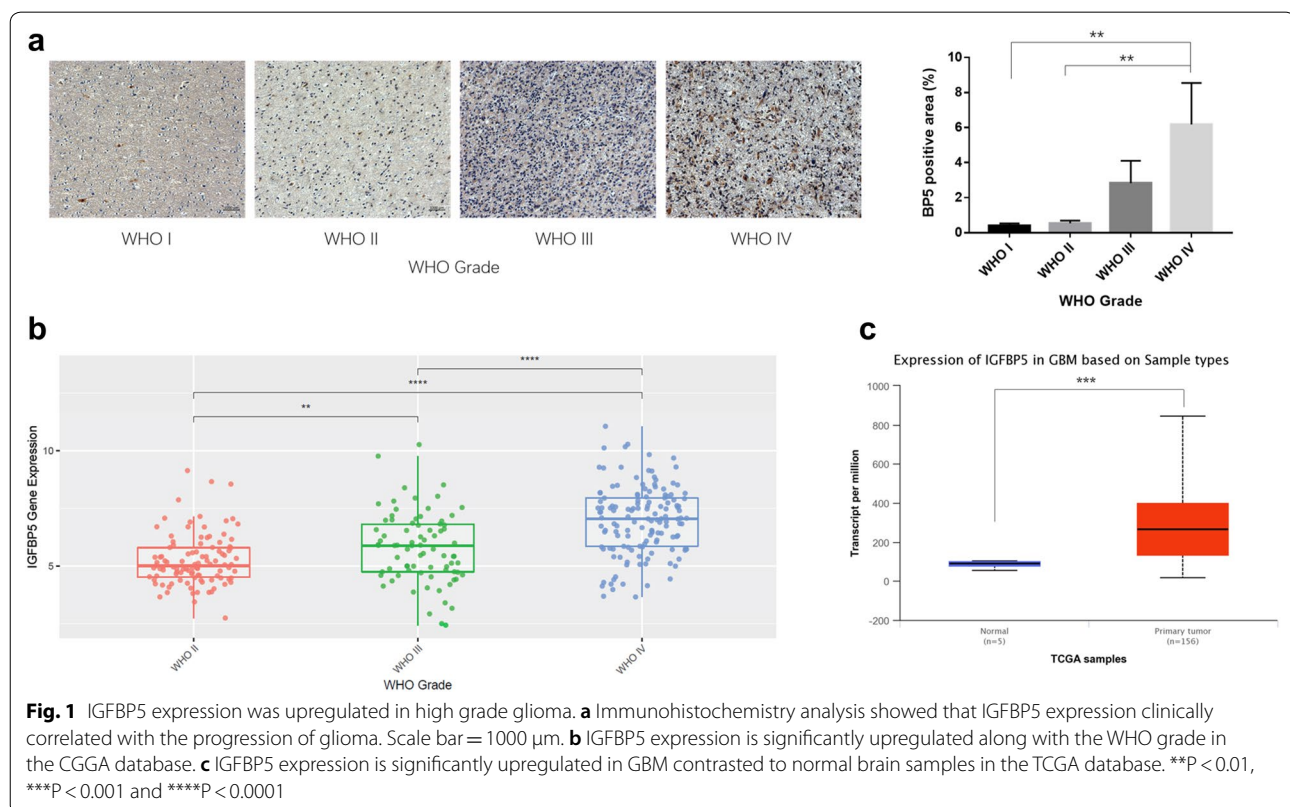 a
WHO I
WHO II
WHO III
WHO IV
WHO Grade
**
**
BP5 positive area (%)
10
8
6
4
2
0
WHO I
WHO II
WHO III
WHO IV
WHO Grade
b
****
****
**
IGFBP5 Gene Expression
10
5
WHO II
WHO III
WHO IV
WHO Grade
c
Expression of IGFBP5 in GBM based on Sample types
***
Transcript per million
1000
800
600
400
200
0
-200
Normal
(n=5)
Primary tumor
(n=156)
TCGA samples
Fig. 1 IGFBP5 expression was upregulated in high grade glioma. a Immunohistochemistry analysis showed that IGFBP5 expression clinically
correlated with the progression of glioma. Scale bar = 1000 μm. b IGFBP5 expression is significantly upregulated along with the WHO grade in
the CGGA database. c IGFBP5 expression is significantly upregulated in GBM contrasted to normal brain samples in the TCGA database. **P < 0.01,
***P < 0.001 and ****P < 0.0001